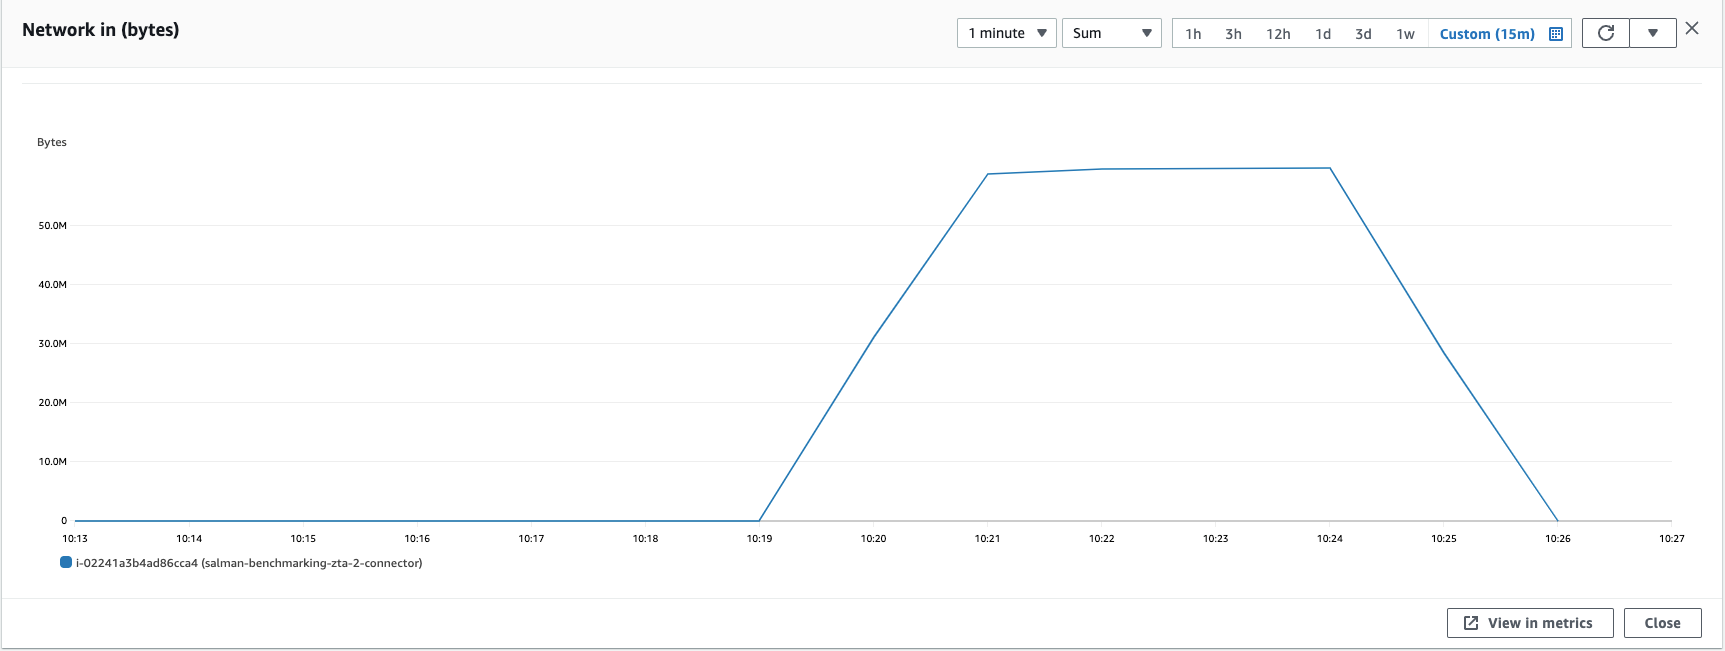 Network in (bytes)
1 minute
Sum
1h 3h 12h 1d 3d 1w Custom (15m)
Bytes
50.0M
40.0M
30.0M
20.0M
10.0M
0
10:13 10:14 10:15 10:16 10:17 10:18 10:19 10:20 10:21 10:22 10:23 10:24 10:25 10:26 10:27
i-02241a3b4ad86cca4 (salman-benchmarking-zta-2-connector)
View in metrics
Close